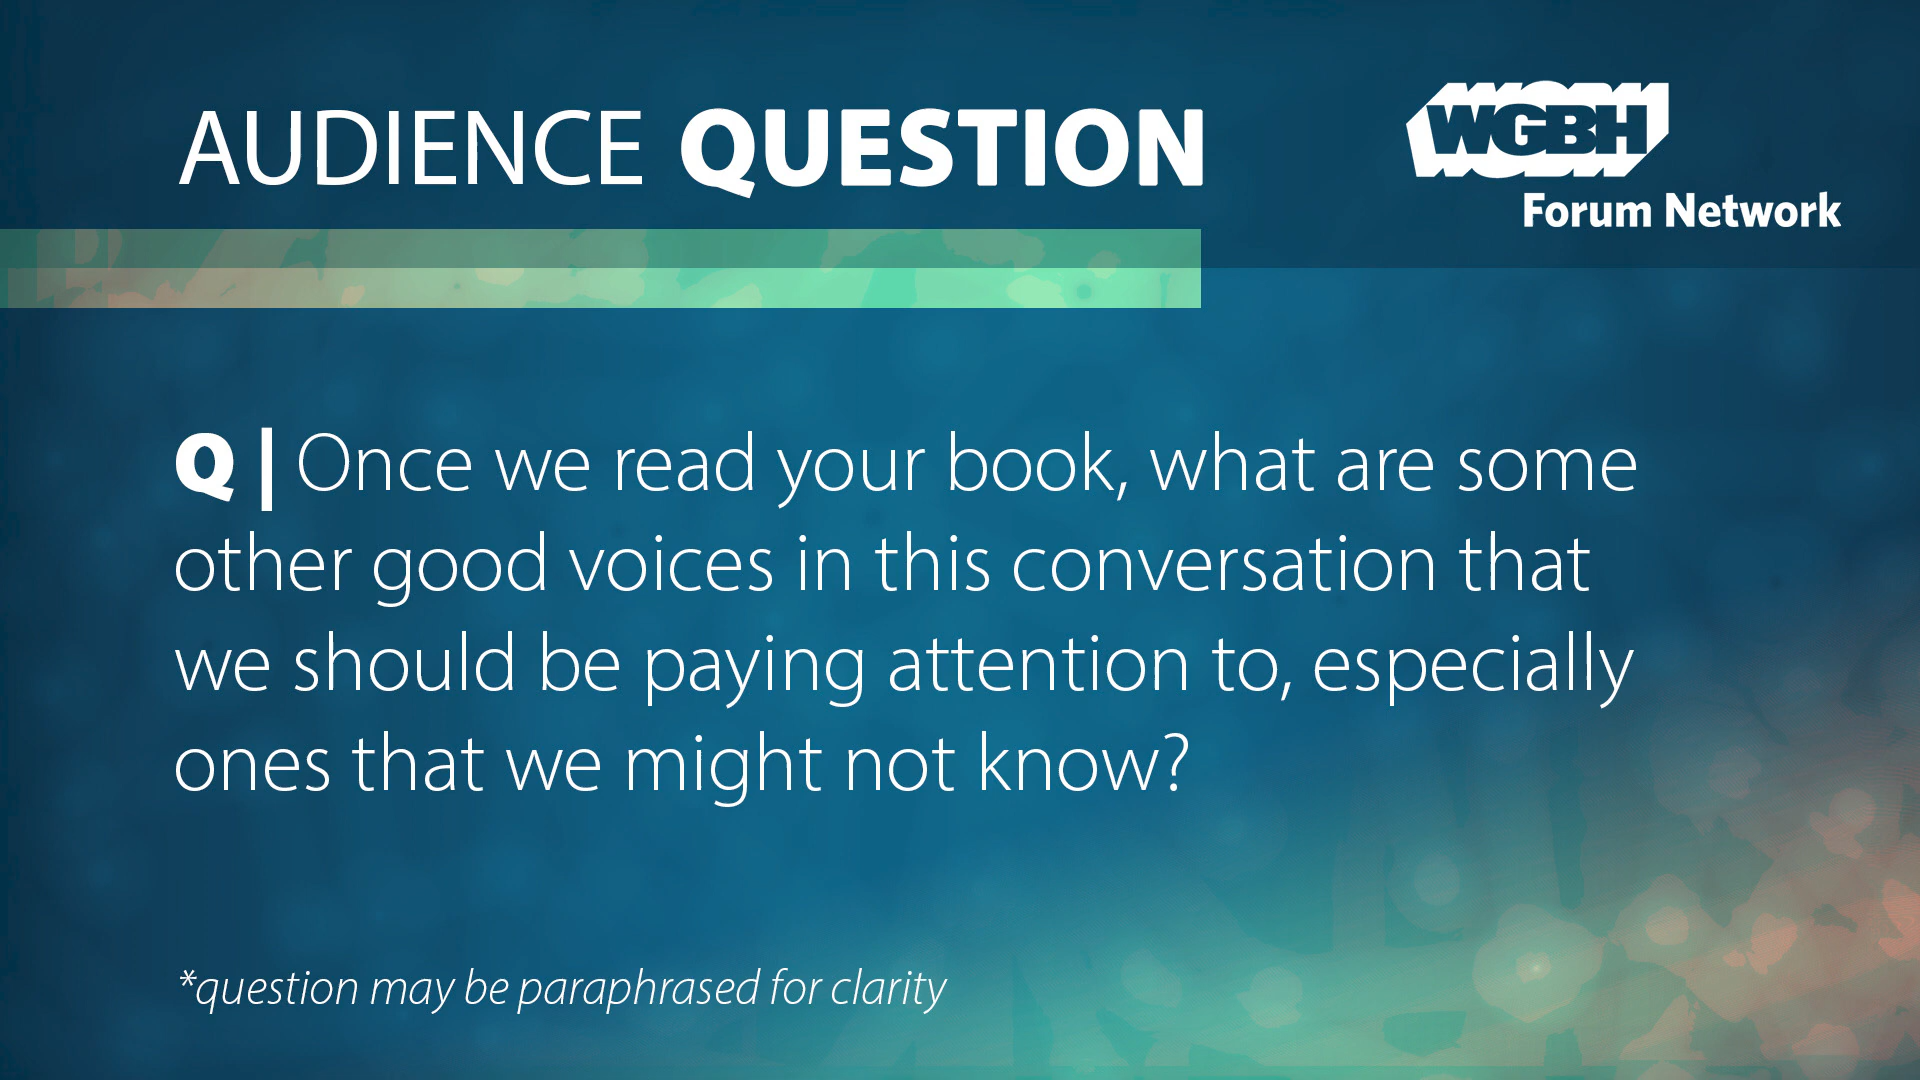 AUDIENCE QUESTION
WGBH
Forum Network
Q | Once we read your book, what are some
other good voices in this conversation that
we should be paying attention to, especially
ones that we might not know?
*question may be paraphrased for clarity